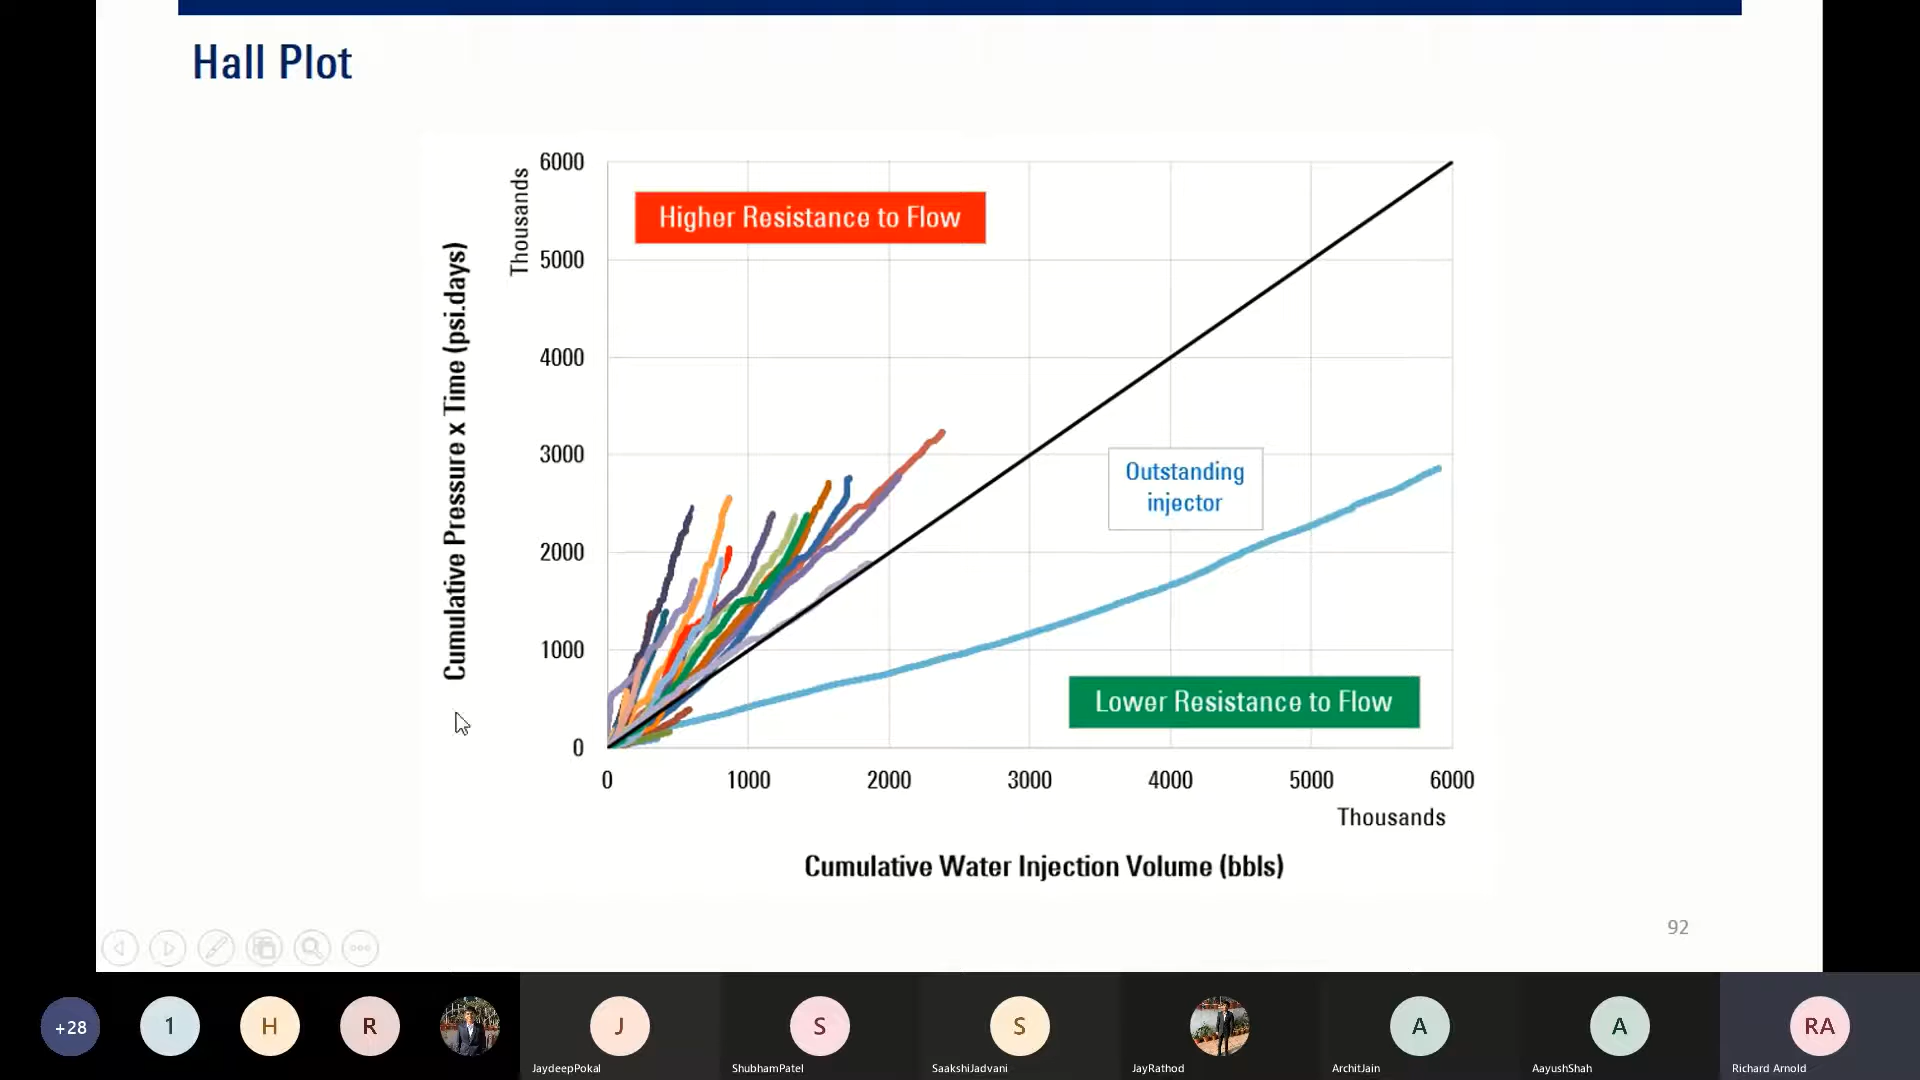 Hall Plot
Thousands
Cumulative Pressure x Time (psi.days)
6000
5000
4000
3000
2000
1000
0
Higher Resistance to Flow
Outstanding
injector
Lower Resistance to Flow
0 1000 2000 3000 4000 5000 6000
Thousands
Cumulative Water Injection Volume (bbls)
92
+28
1
H
R
J
JaydeepPokal
S
ShubhamPatel
S
SaakshiJadvani
JayRathod
A
ArchitJain
A
AayushShah
RA
Richard Arnold